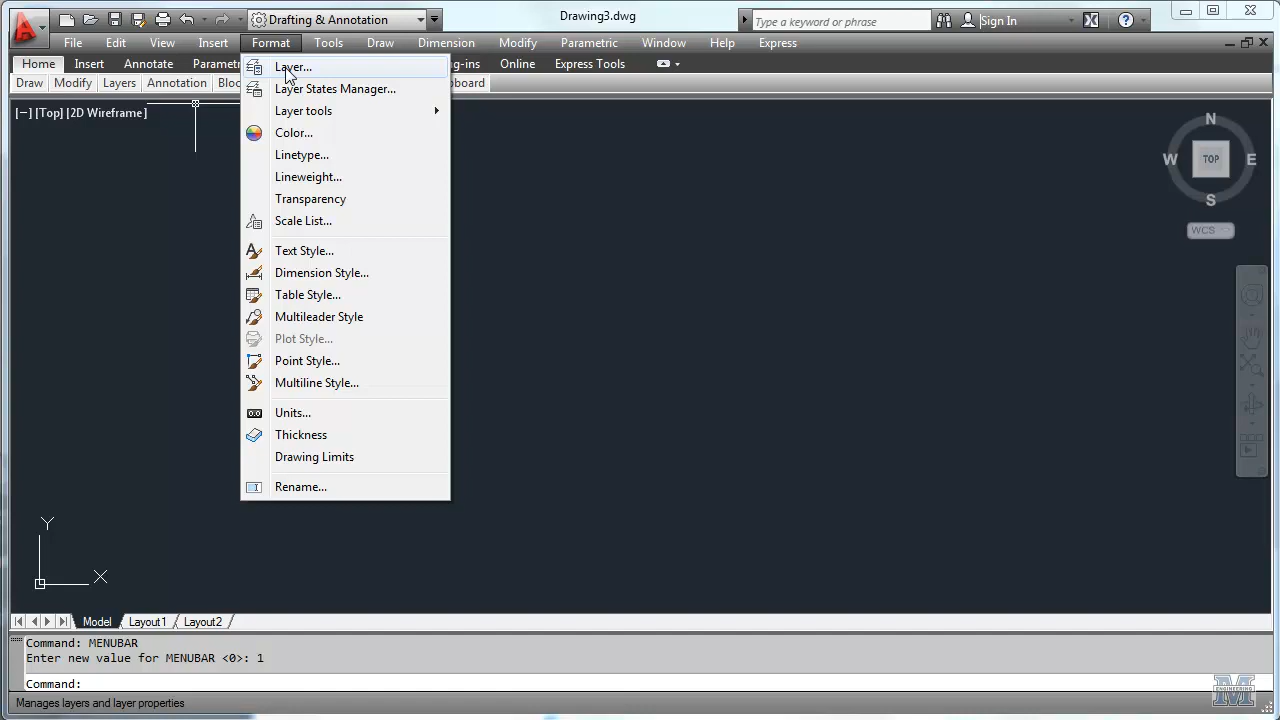 Drafting & Annotation
Drawing3.dwg
Type a keyword or phrase
Sign In
File Edit View Insert Format Tools Draw Dimension Modify Parametric Window Help Express
Home Insert Annotate Online Express Tools
Draw Modify Layers Annotation
[−] [Top] [2D Wireframe]
Layer...
Layer States Manager...
Layer tools
Color...
Linetype...
Lineweight...
Transparency
Scale List...
Text Style...
Dimension Style...
Table Style...
Multileader Style
Plot Style...
Point Style...
Multiline Style...
Units...
0.0
Thickness
Drawing Limits
Rename...
N
W TOP E
S
WCS
Y
X
Model Layout1 Layout2
Command: MENUBAR
Enter new value for MENUBAR <0>: 1
Command:
Manages layers and layer properties
M
ENGINEERING